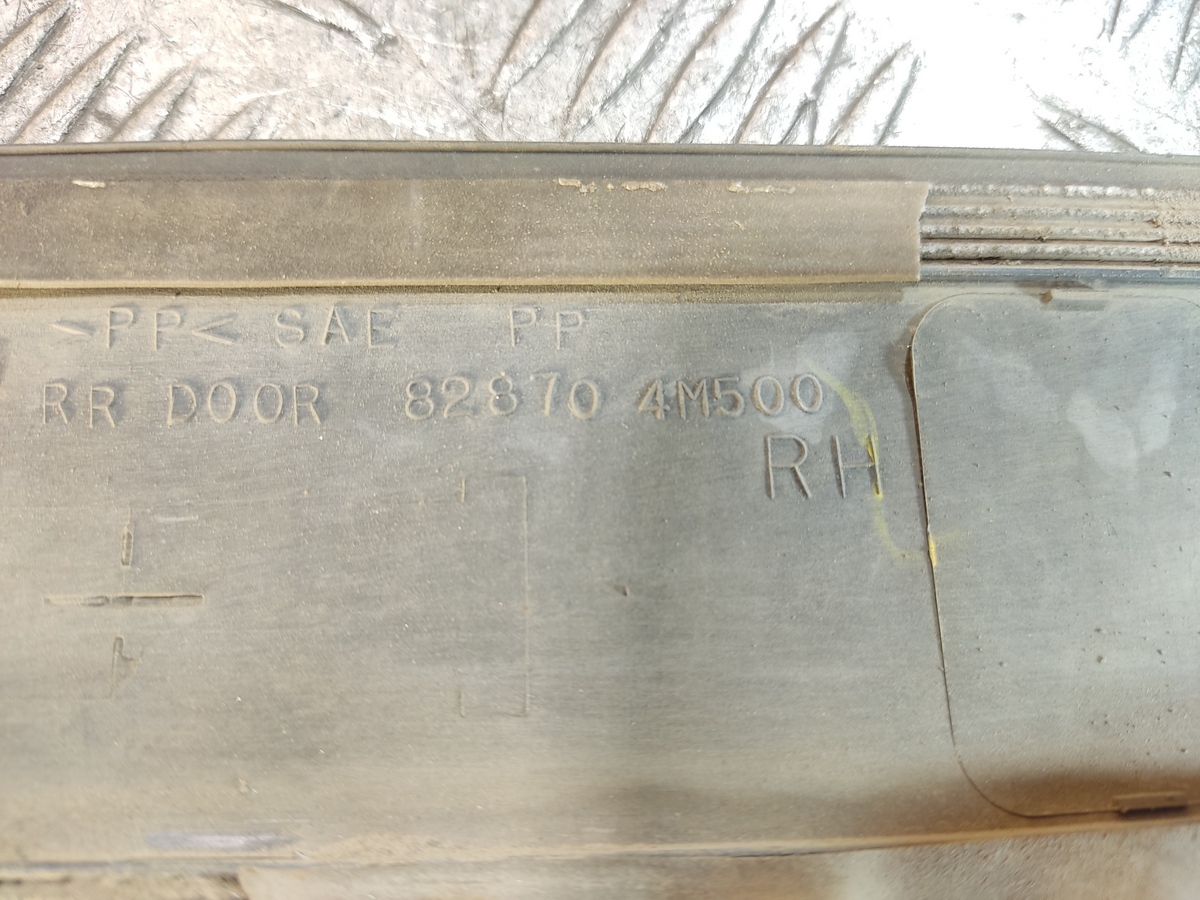 >PP< SAE PP
RR DOOR 82870 4M500
RH